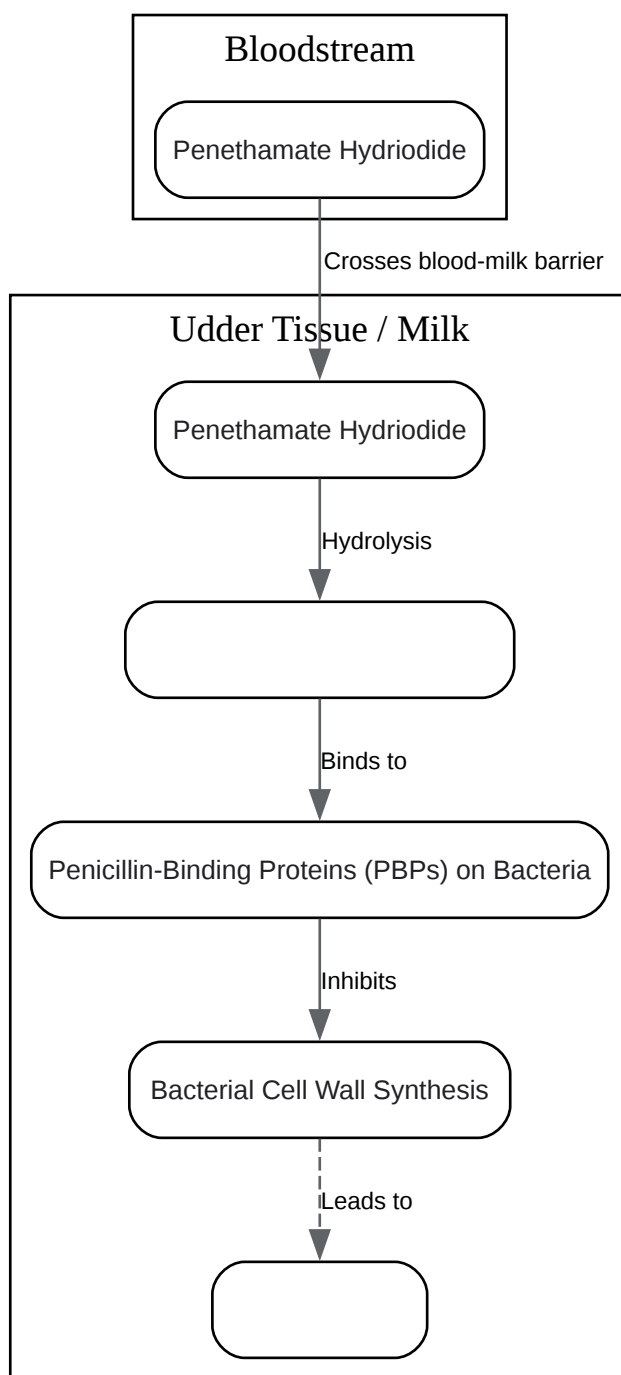 Bloodstream
Penethamate Hydriodide
Crosses blood-milk barrier
Udder Tissue / Milk
Penethamate Hydriodide
Hydrolysis
Binds to
Penicillin-Binding Proteins (PBPs) on Bacteria
Inhibits
Bacterial Cell Wall Synthesis
Leads to